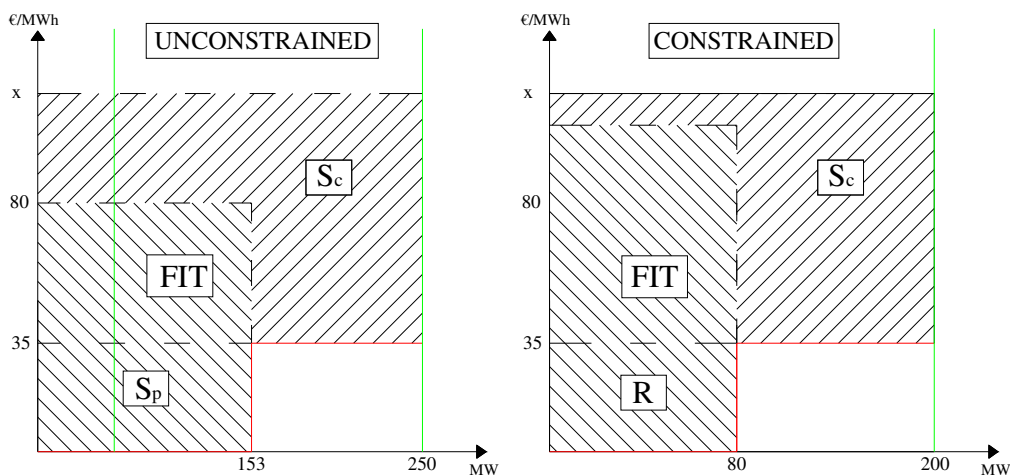 €/MWh
UNCONSTRAINED
x
Sc
80
FIT
35
Sp
153
250
MW
€/MWh
CONSTRAINED
x
Sc
80
FIT
35
R
80
200
MW